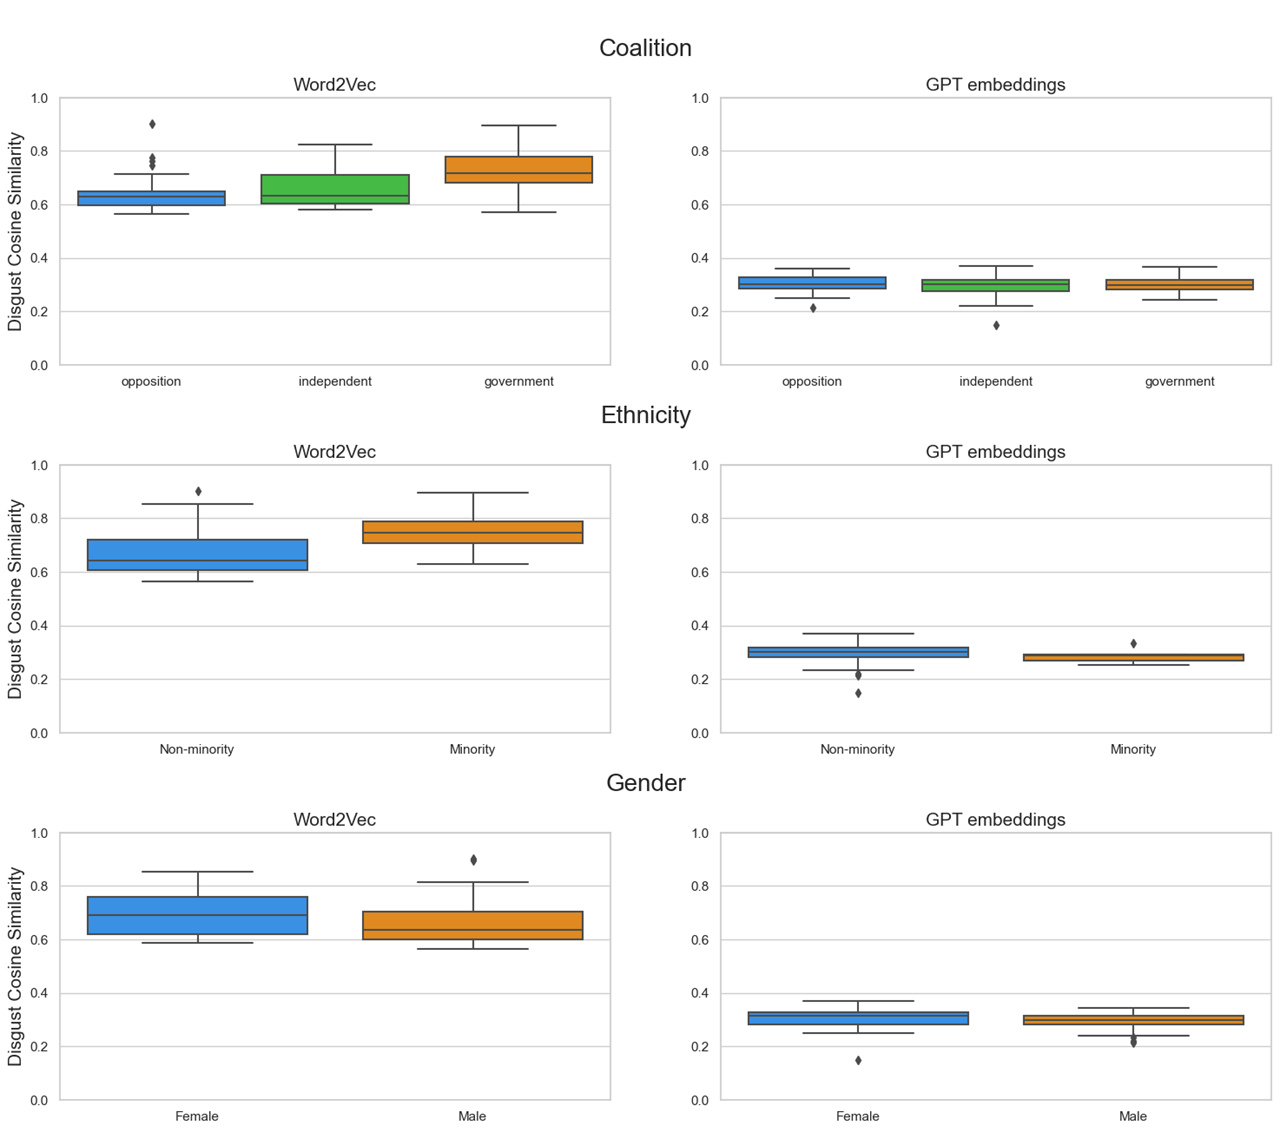 Coalition
Word2Vec
GPT embeddings
Disgust Cosine Similarity
1.0
0.8
0.6
0.4
0.2
0.0
opposition independent government
1.0
0.8
0.6
0.4
0.2
0.0
opposition independent government
Ethnicity
Word2Vec
GPT embeddings
Disgust Cosine Similarity
1.0
0.8
0.6
0.4
0.2
0.0
Non-minority Minority
1.0
0.8
0.6
0.4
0.2
0.0
Non-minority Minority
Gender
Word2Vec
GPT embeddings
Disgust Cosine Similarity
1.0
0.8
0.6
0.4
0.2
0.0
Female Male
1.0
0.8
0.6
0.4
0.2
0.0
Female Male